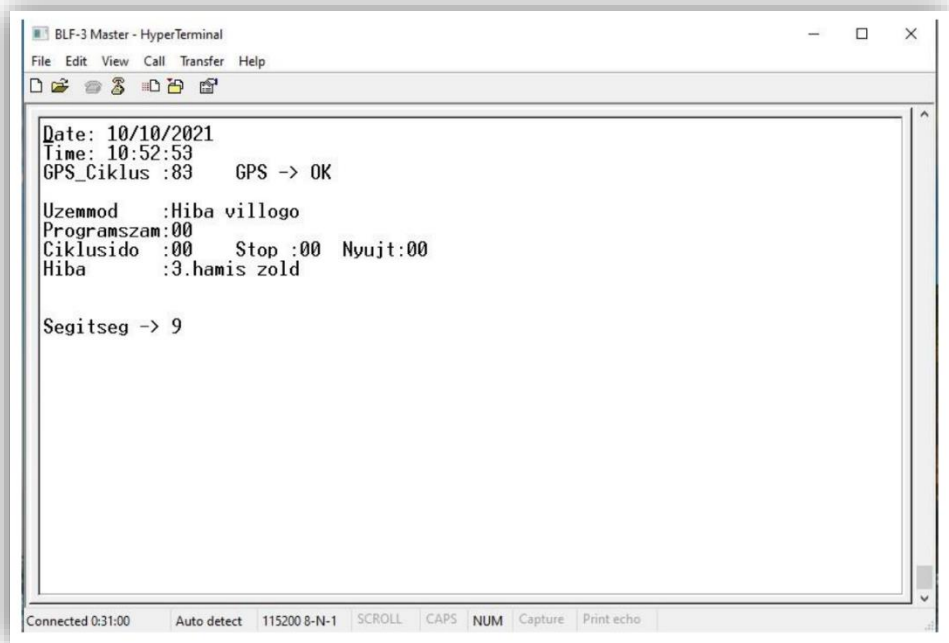 BLF-3 Master - HyperTerminal
File Edit View Call Transfer Help
Date: 10/10/2021
Time: 10:52:53
GPS_Ciklus :83 GPS -> OK
Uzemmod :Hiba villogo
Programszam:00
Ciklusido :00 Stop :00 Nyujt:00
Hiba :3.hamis zold
Segitseg -> 9
Connected 0:31:00 Auto detect 115200 8-N-1 SCROLL CAPS NUM Capture Print echo